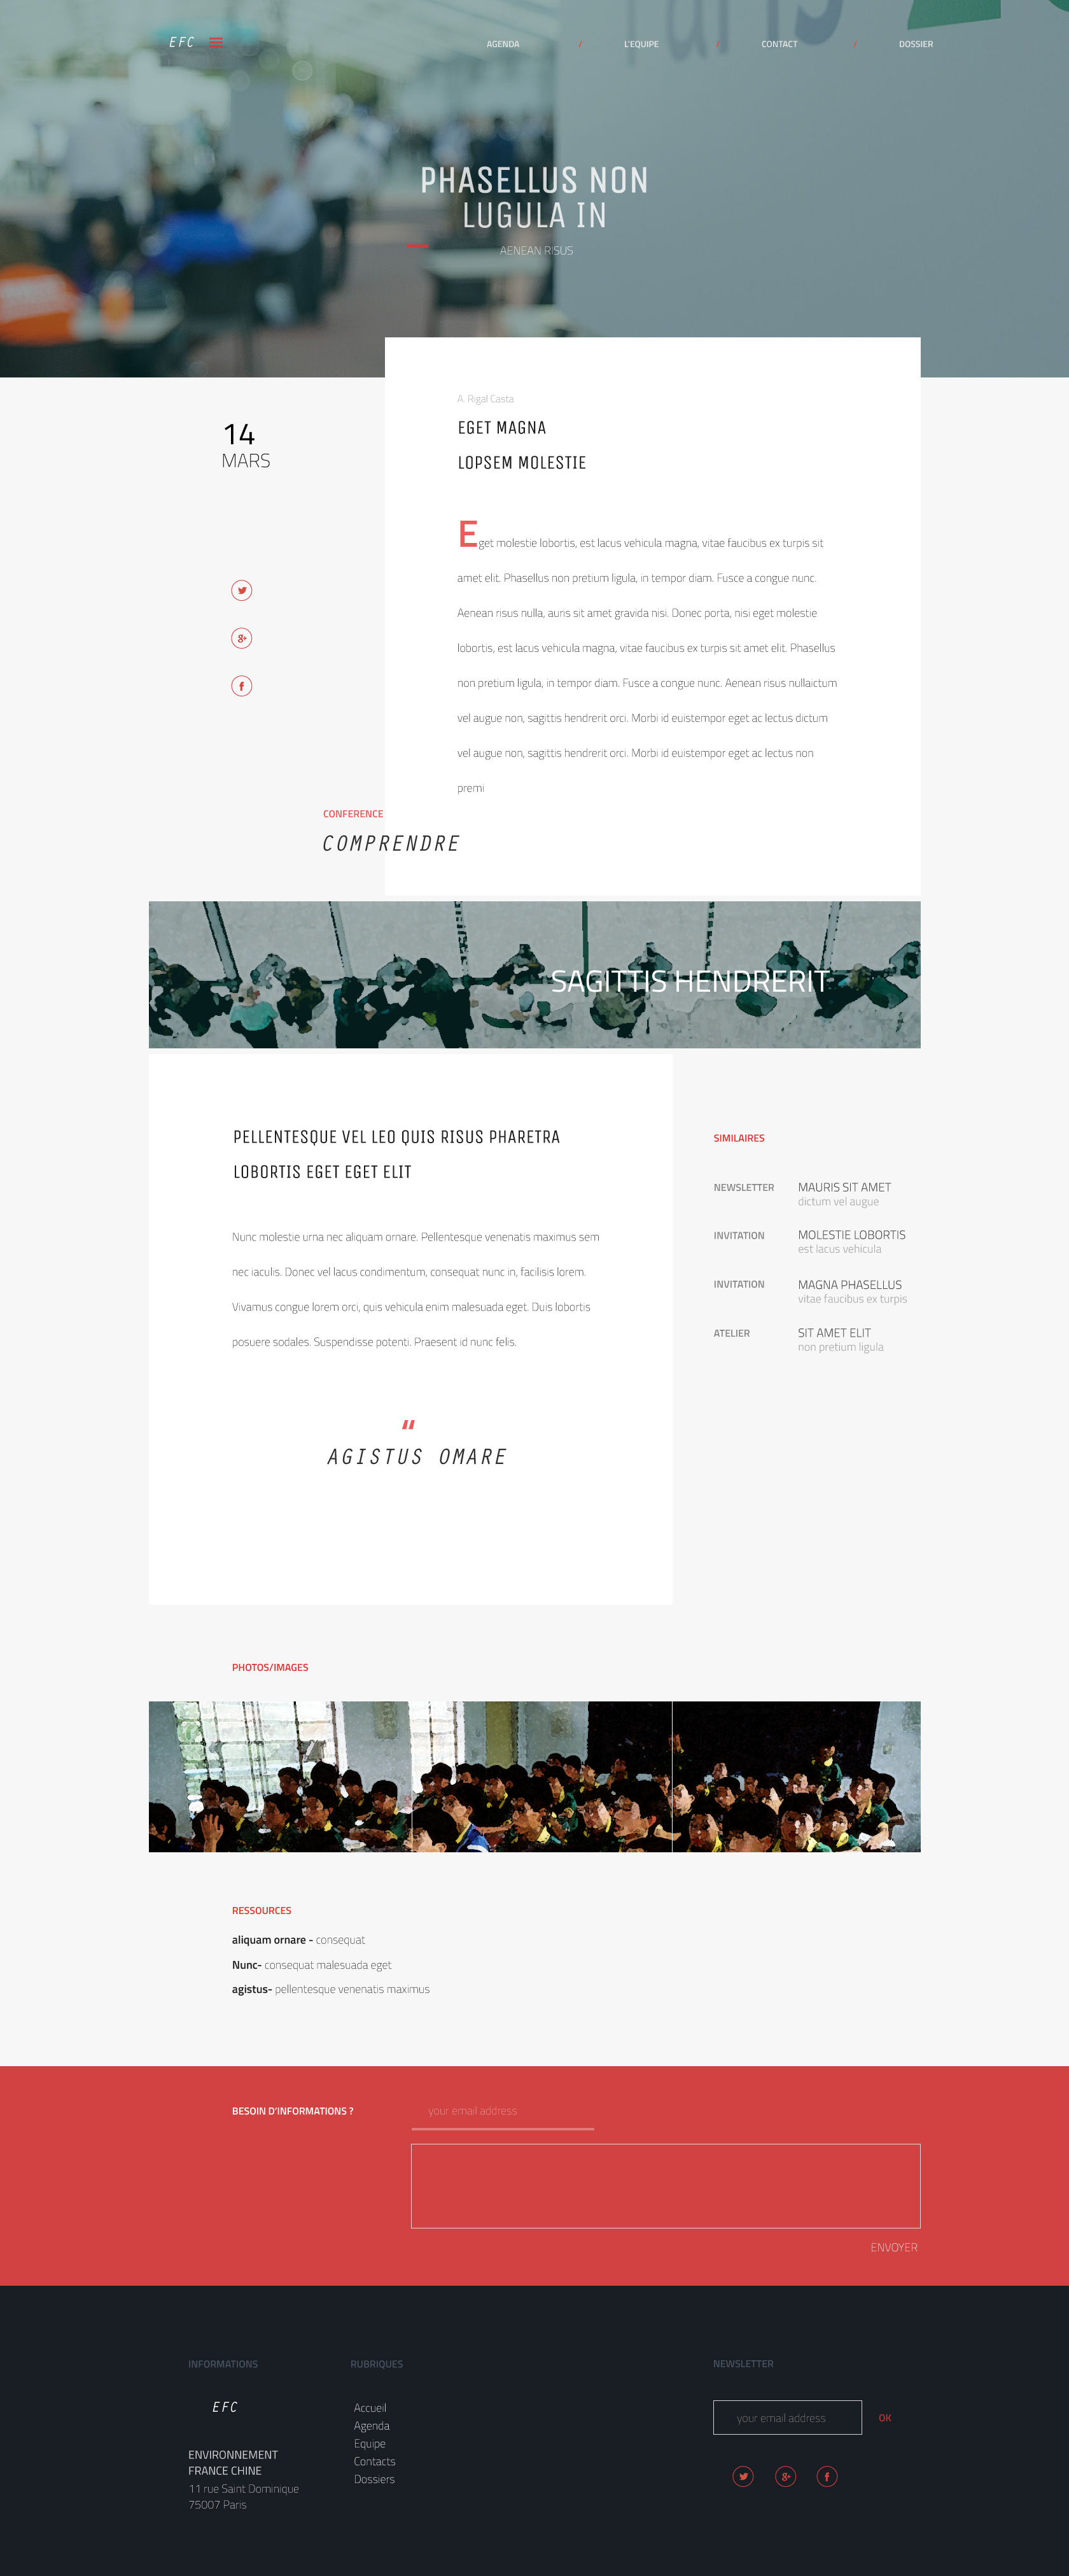 EFC
AGENDA / L'EQUIPE / CONTACT / DOSSIER
PHASELLUS NON
LUGULA IN
AENEAN RISUS
14
MARS
A. Rigal Casta
EGET MAGNA
LOPSEM MOLESTIE
Eget molestie lobortis, est lacus vehicula magna, vitae faucibus ex turpis sit
amet elit. Phasellus non pretium ligula, in tempor diam. Fusce a congue nunc.
Aenean risus nulla, auris sit amet gravida nisi. Donec porta, nisi eget molestie
lobortis, est lacus vehicula magna, vitae faucibus ex turpis sit amet elit. Phasellus
non pretium ligula, in tempor diam. Fusce a congue nunc. Aenean risus nullaictum
vel augue non, sagittis hendrerit orci. Morbi id euistempor eget ac lectus dictum
vel augue non, sagittis hendrerit orci. Morbi id euistempor eget ac lectus non
premi
CONFERENCE
COMPRENDRE
SAGITTIS HENDRERIT
PELLENTESQUE VEL LEO QUIS RISUS PHARETRA
LOBORTIS EGET EGET ELIT
Nunc molestie urna nec aliquam ornare. Pellentesque venenatis maximus sem
nec iaculis. Donec vel lacus condimentum, consequat nunc in, facilisis lorem.
Vivamus congue lorem orci, quis vehicula enim malesuada eget. Duis lobortis
posuere sodales. Suspendisse potenti. Praesent id nunc felis.
“
AGISTUS OMARE
SIMILAIRES
NEWSLETTER MAURIS SIT AMET
dictum vel augue
INVITATION MOLESTIE LOBORTIS
est lacus vehicula
INVITATION MAGNA PHASELLUS
vitae faucibus ex turpis
ATELIER SIT AMET ELIT
non pretium ligula
PHOTOS/IMAGES
RESSOURCES
aliquam ornare - consequat
Nunc- consequat malesuada eget
agistus- pellentesque venenatis maximus
BESOIN D'INFORMATIONS ?
your email address
ENVOYER
INFORMATIONS
EFC
ENVIRONNEMENT
FRANCE CHINE
11 rue Saint Dominique
75007 Paris
RUBRIQUES
Accueil
Agenda
Equipe
Contacts
Dossiers
NEWSLETTER
your email address
OK